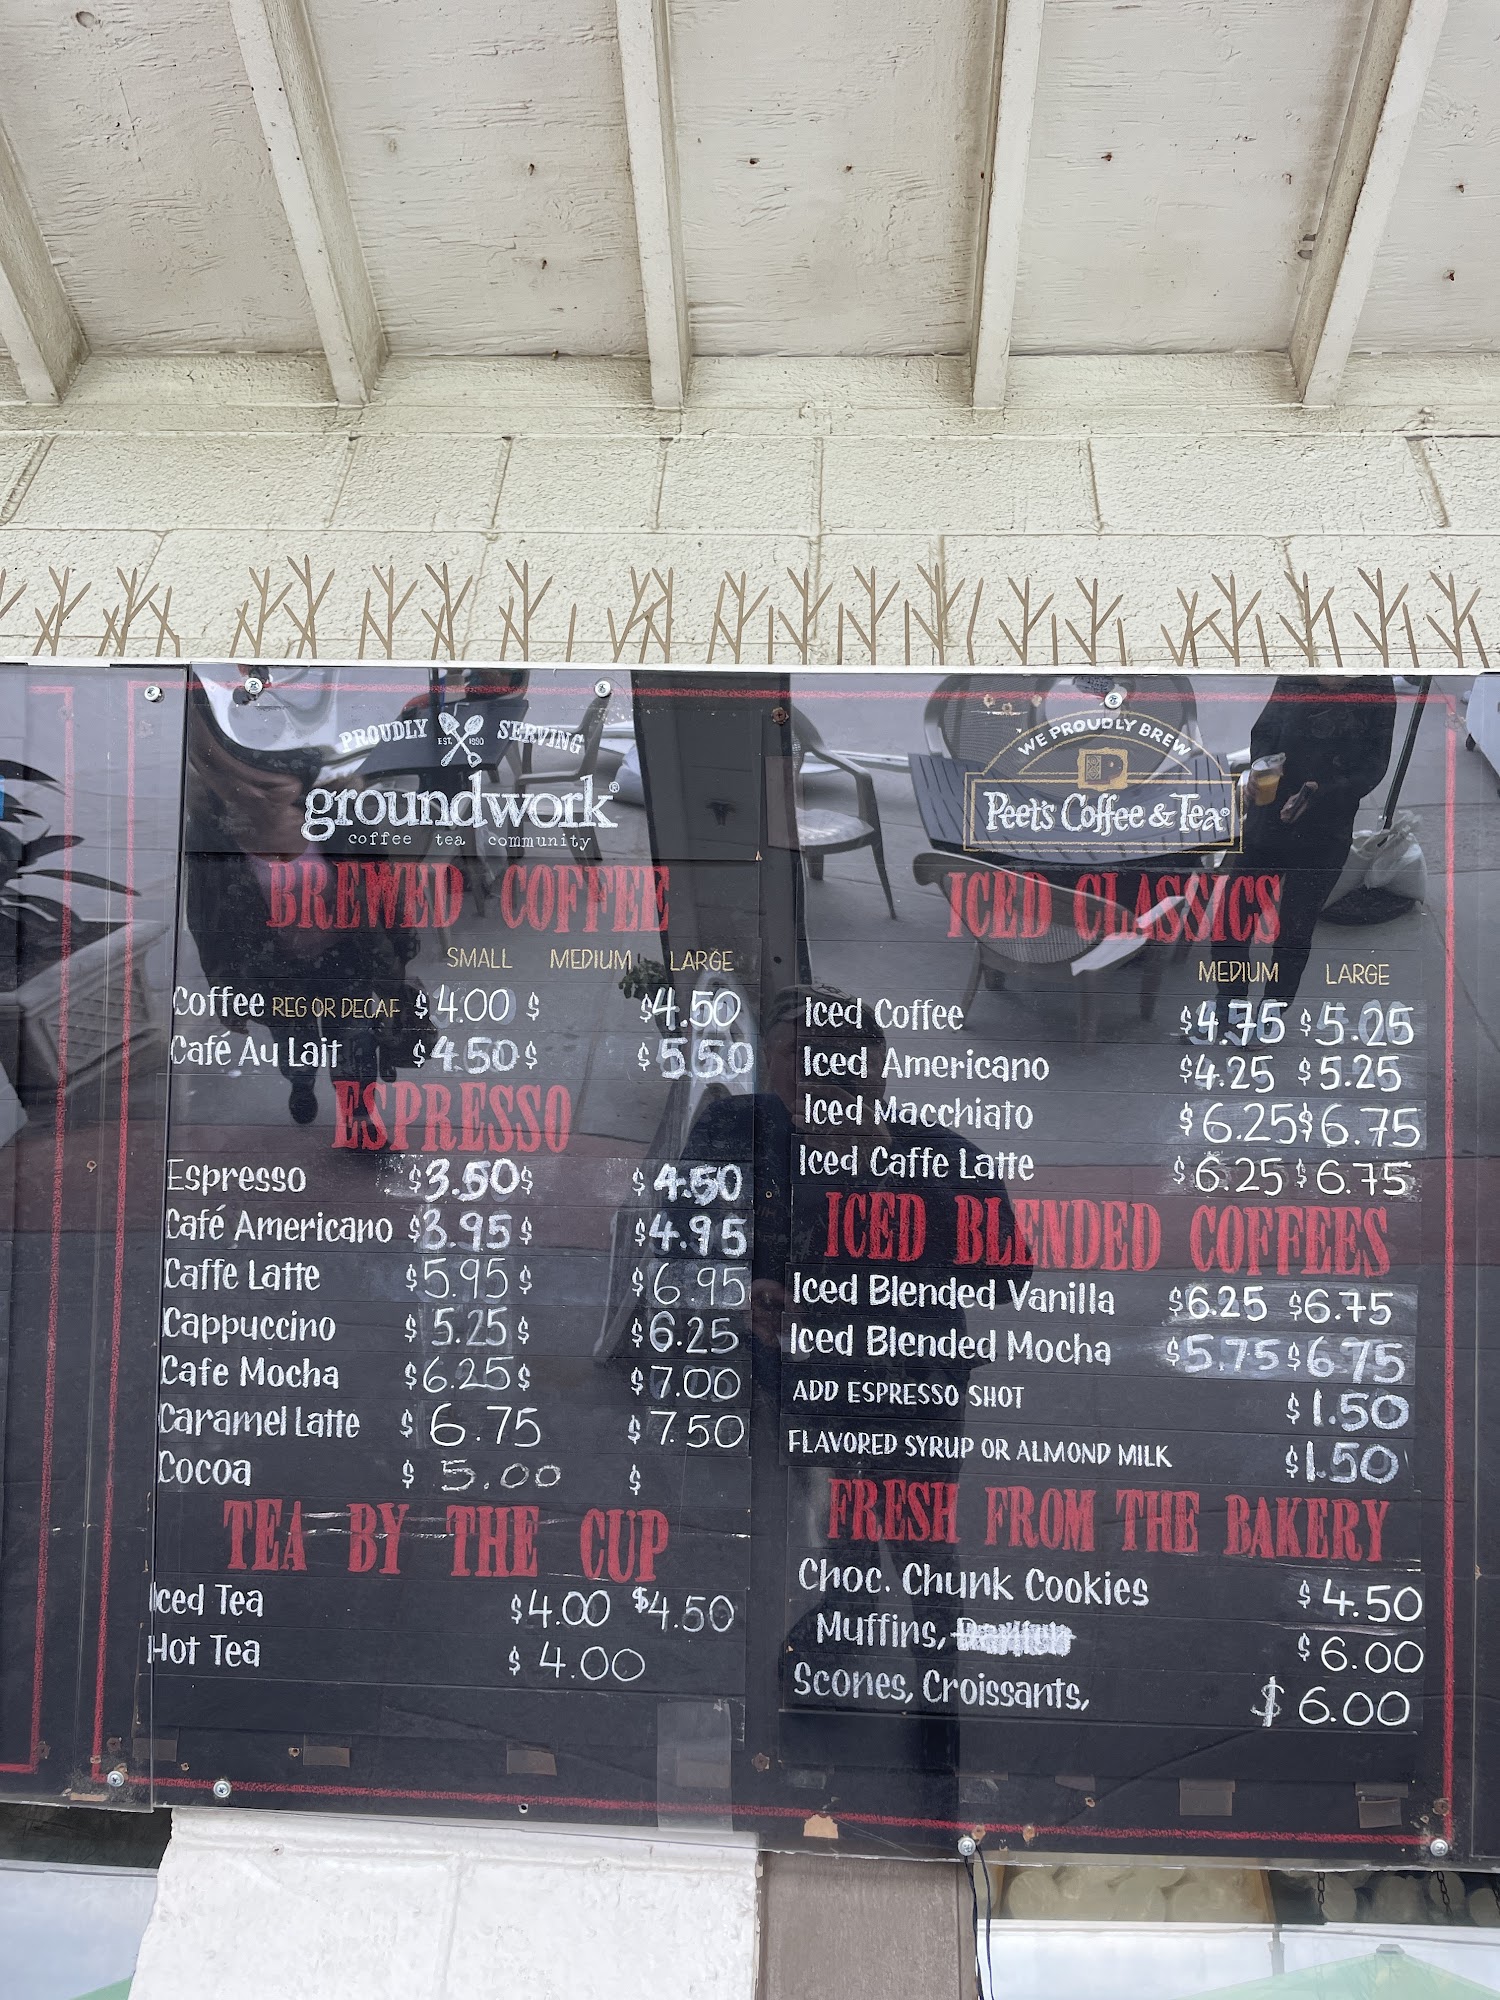 PROUDLY SERVING
EST. 1990
groundwork®
coffee tea community
BREWED COFFEE
SMALL MEDIUM LARGE
Coffee REG OR DECAF $4.00 $ $4.50
Café Au Lait $4.50 $ $5.50
ESPRESSO
Espresso $3.50 $ $4.50
Café Americano $3.95 $ $4.95
Caffe Latte $5.95 $ $6.95
Cappuccino $5.25 $ $6.25
Cafe Mocha $6.25 $ $7.00
Caramel Latte $6.75 $7.50
Cocoa $5.00 $
TEA BY THE CUP
Iced Tea $4.00 $4.50
Hot Tea $4.00
WE PROUDLY BREW
Peet's Coffee & Tea®
ICED CLASSICS
MEDIUM LARGE
Iced Coffee $4.75 $5.25
Iced Americano $4.25 $5.25
Iced Macchiato $6.25 $6.75
Iced Caffe Latte $6.25 $6.75
ICED BLENDED COFFEES
Iced Blended Vanilla $6.25 $6.75
Iced Blended Mocha $5.75 $6.75
ADD ESPRESSO SHOT $1.50
FLAVORED SYRUP OR ALMOND MILK $1.50
FRESH FROM THE BAKERY
Choc. Chunk Cookies $4.50
Muffins, $6.00
Scones, Croissants, $6.00